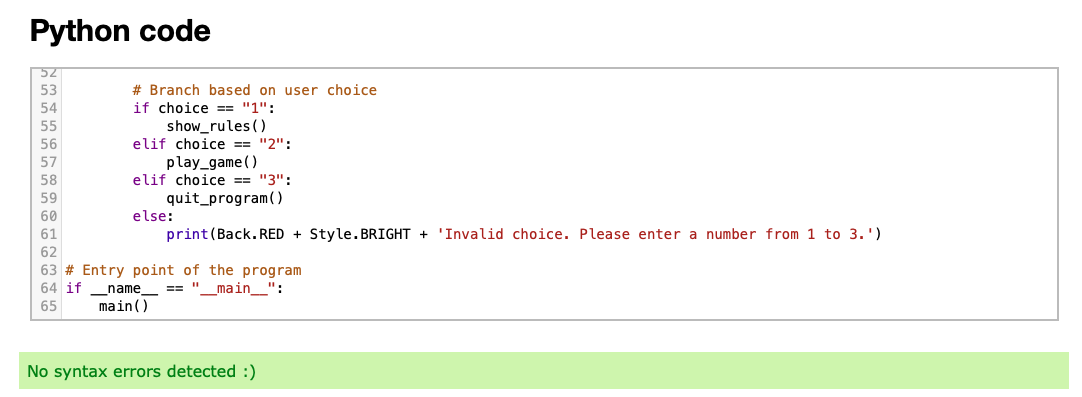 Python code
52
53         # Branch based on user choice
54         if choice == "1":
55             show_rules()
56         elif choice == "2":
57             play_game()
58         elif choice == "3":
59             quit_program()
60         else:
61             print(Back.RED + Style.BRIGHT + 'Invalid choice. Please enter a number from 1 to 3.')
62
63 # Entry point of the program
64 if __name__ == "__main__":
65     main()
No syntax errors detected :)